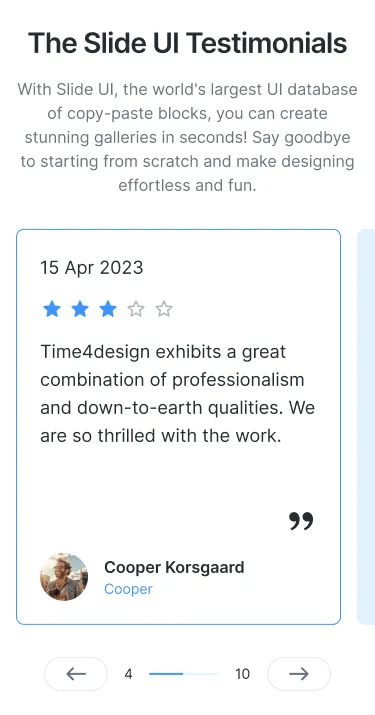 The Slide UI Testimonials
With Slide UI, the world's largest UI database
of copy-paste blocks, you can create
stunning galleries in seconds! Say goodbye
to starting from scratch and make designing
effortless and fun.
15 Apr 2023
Time4design exhibits a great
combination of professionalism
and down-to-earth qualities. We
are so thrilled with the work.
”
Cooper Korsgaard
Cooper
4 10